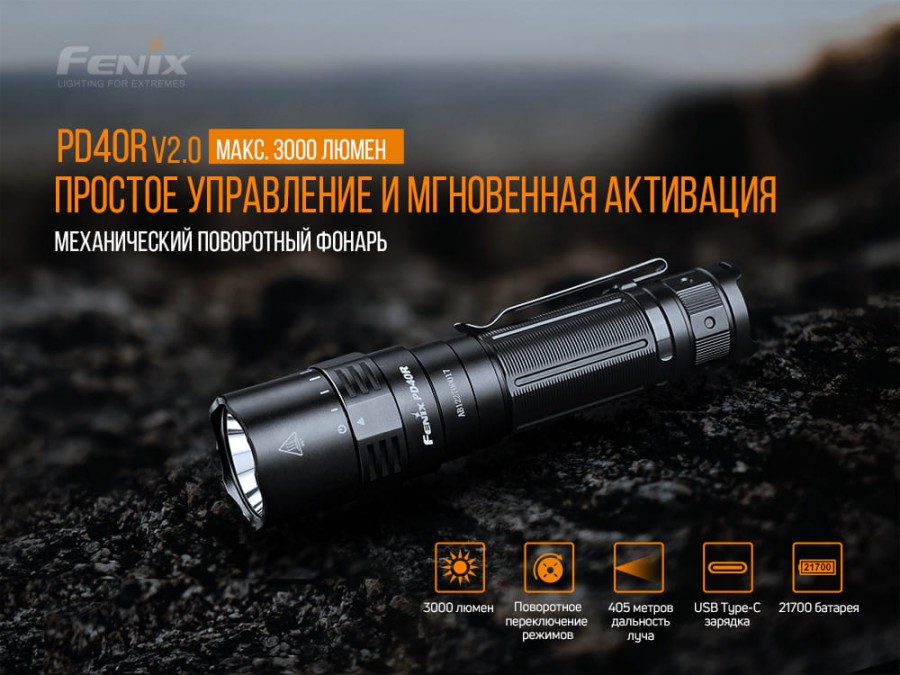 FENIX
LIGHTING FOR EXTREMES
PD40R V2.0 МАКС. 3000 ЛЮМЕН
ПРОСТОЕ УПРАВЛЕНИЕ И МГНОВЕННАЯ АКТИВАЦИЯ
МЕХАНИЧЕСКИЙ ПОВОРОТНЫЙ ФОНАРЬ
FENIX PD40R
21700
3000 люмен
Поворотное
переключение
режимов
405 метров
дальность
луча
USB Type-C
зарядка
21700 батарея